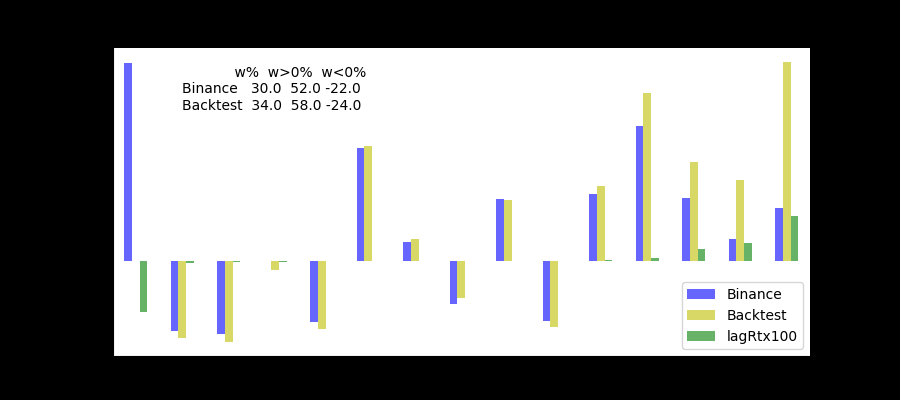 w% w>0% w<0%
Binance 30.0 52.0 -22.0
Backtest 34.0 58.0 -24.0
Binance
Backtest
lagRtx100